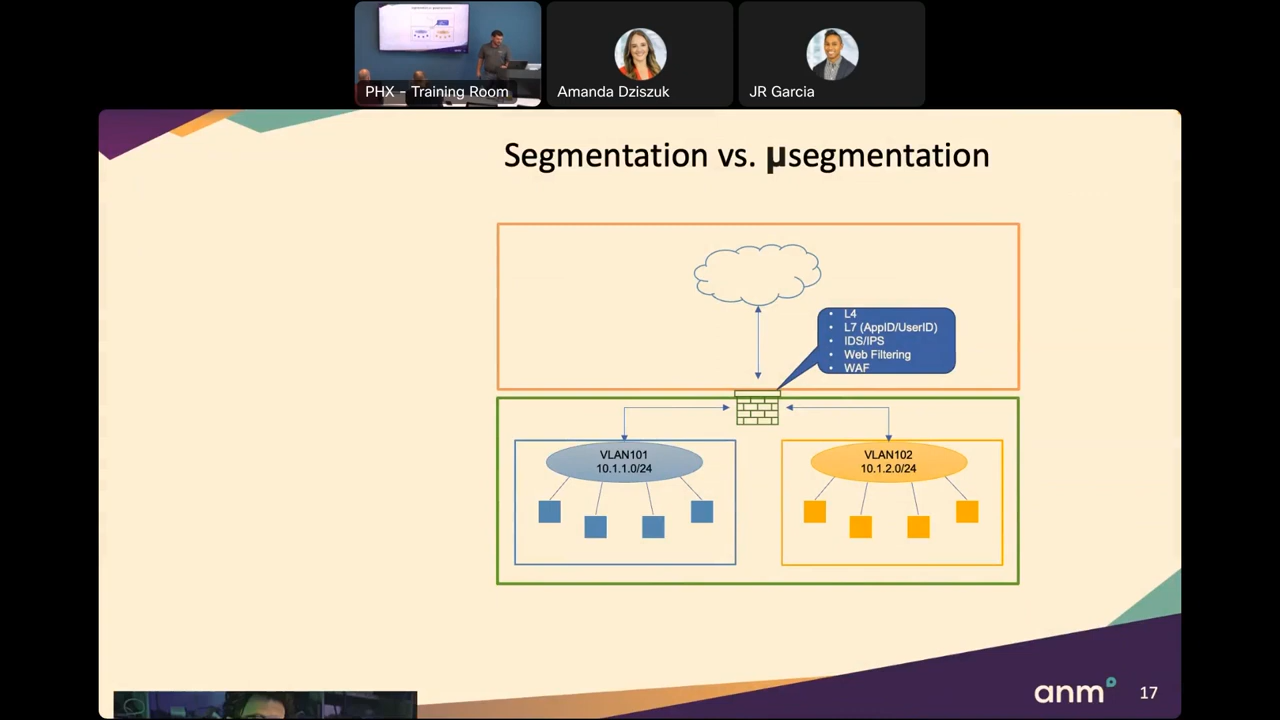 PHX - Training Room
Amanda Dziszuk
JR Garcia
Segmentation vs. µsegmentation
• L4
• L7 (AppID/UserID)
• IDS/IPS
• Web Filtering
• WAF
VLAN101
10.1.1.0/24
VLAN102
10.1.2.0/24
anm
17